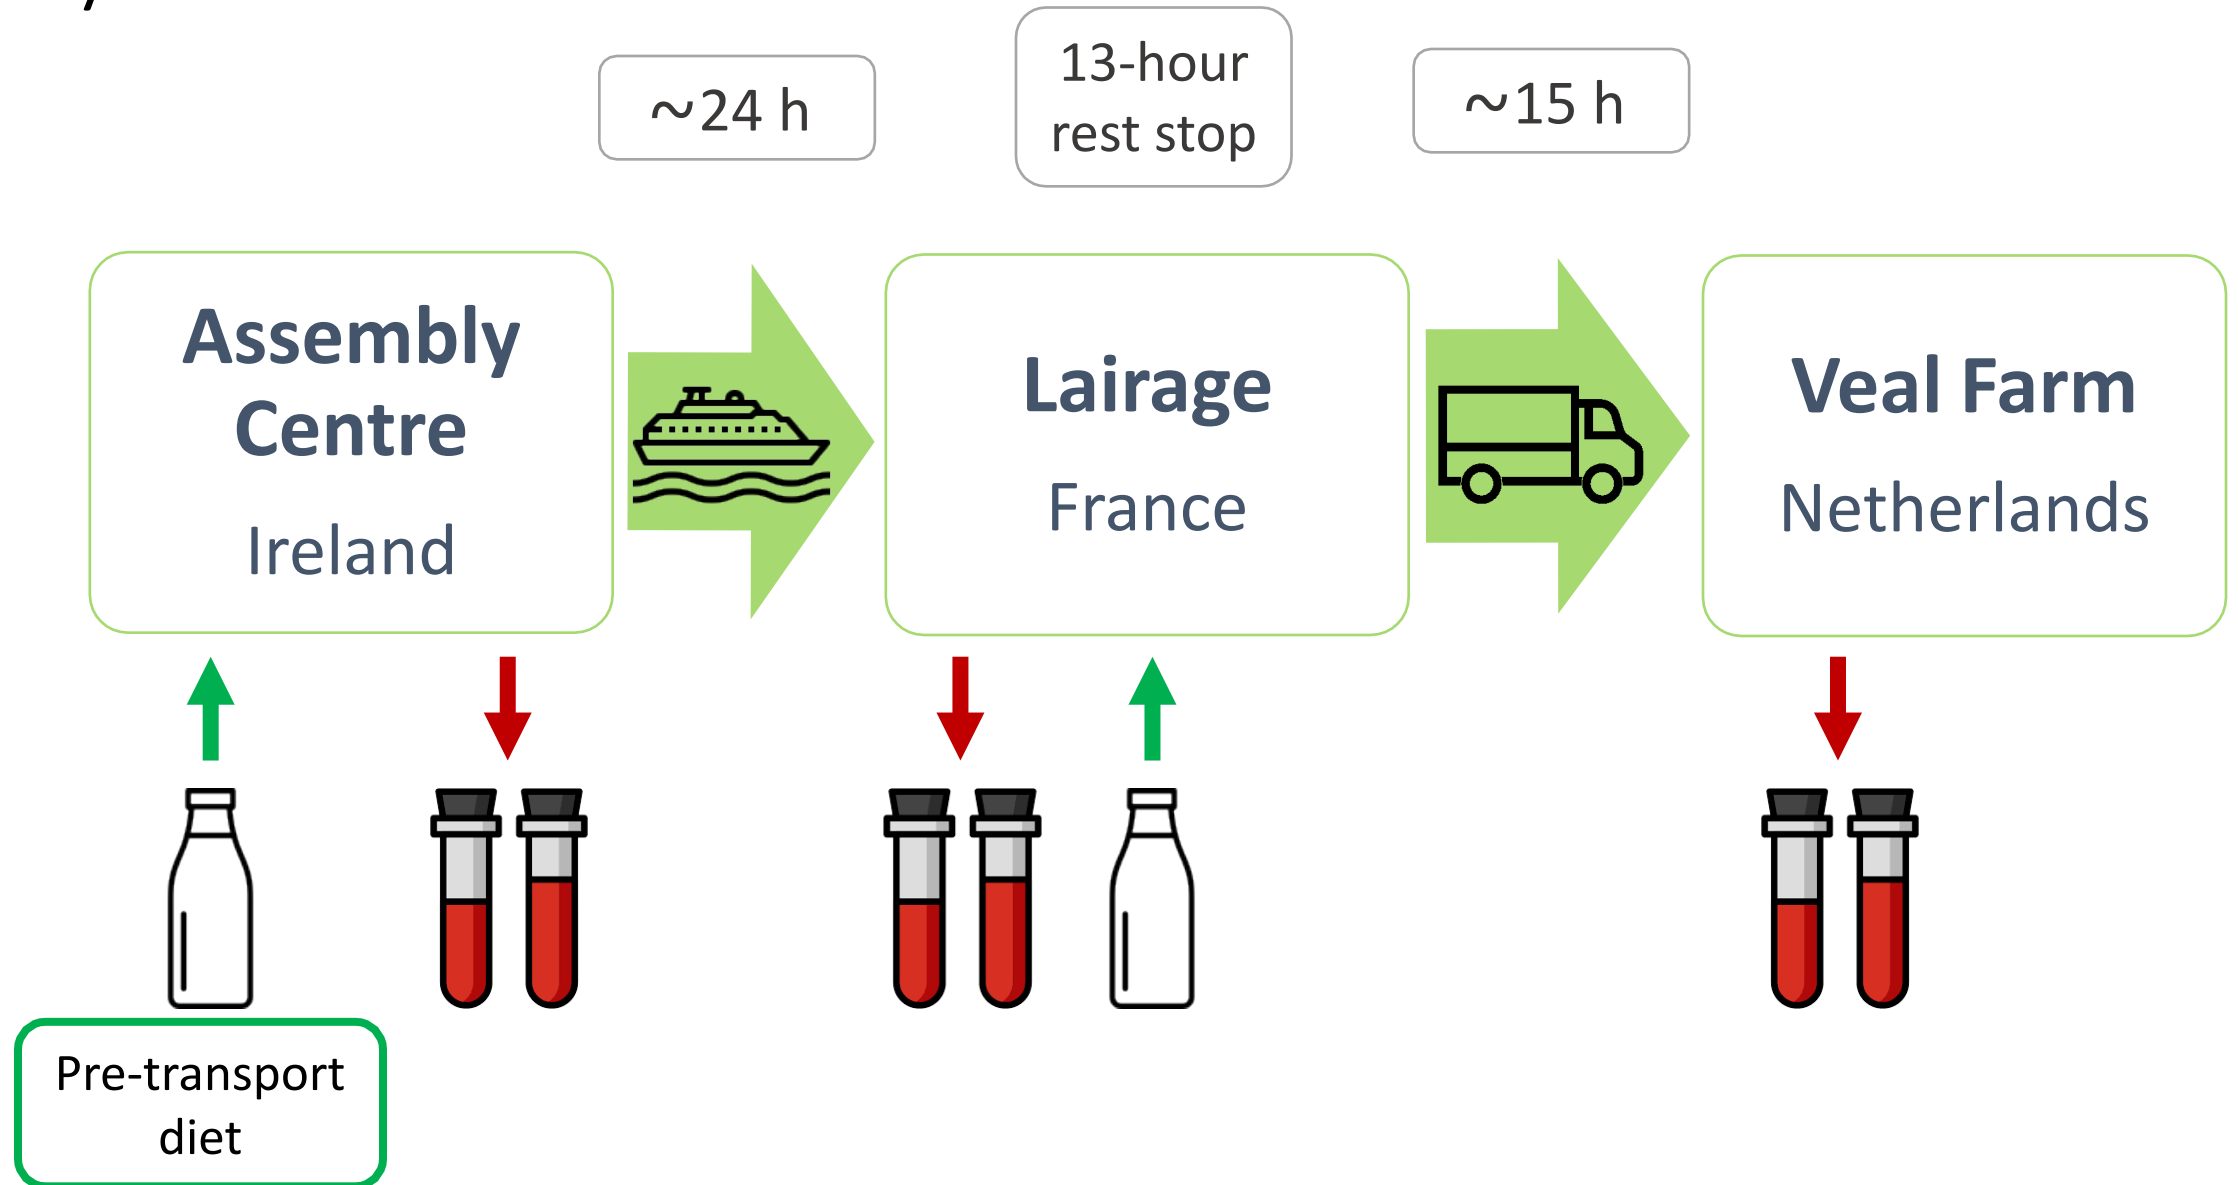 ~24 h
13-hour
rest stop
~15 h
Assembly
Centre
Ireland
Lairage
France
Veal Farm
Netherlands
Pre-transport
diet